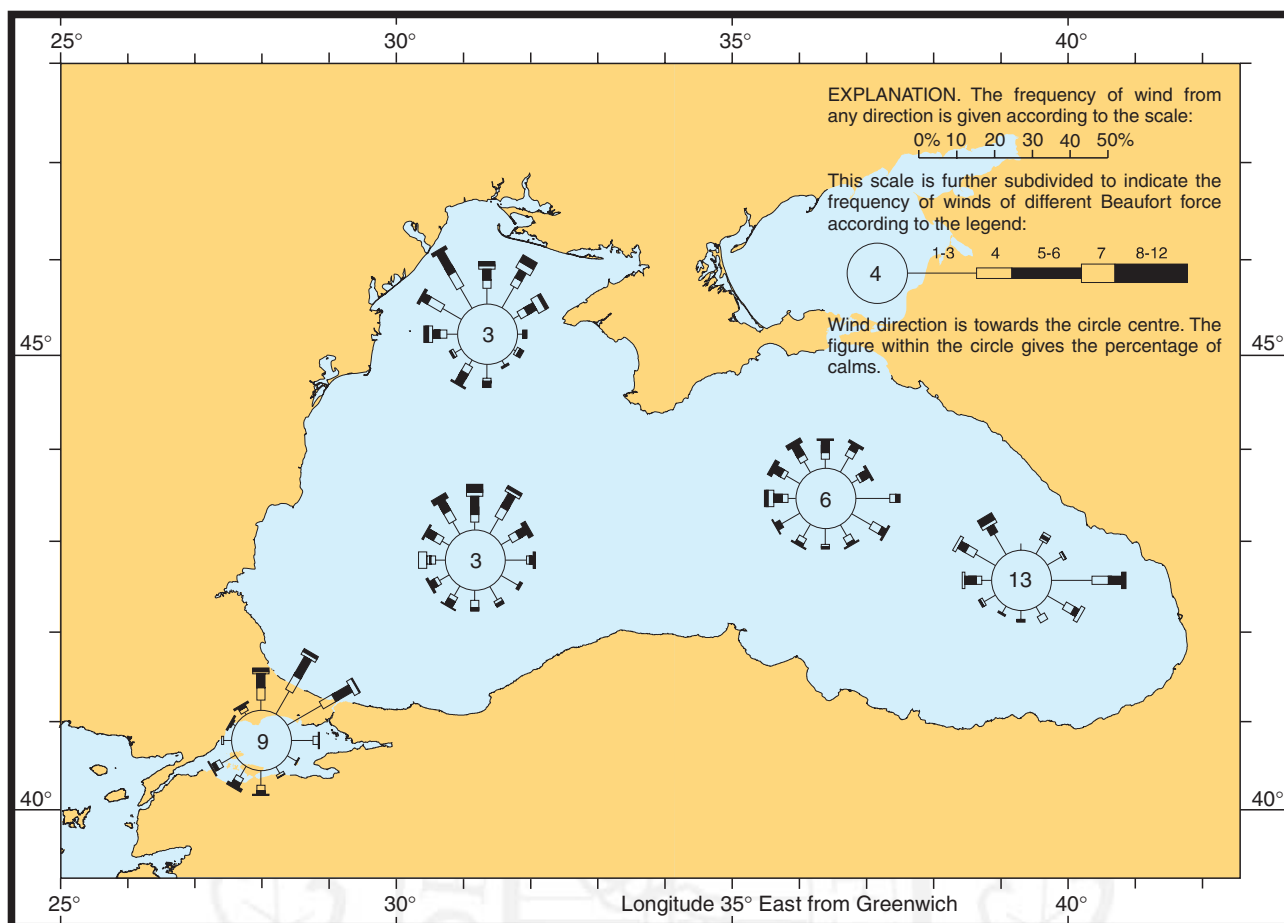 25° 30° 35° 40°
EXPLANATION. The frequency of wind from
any direction is given according to the scale:
0% 10 20 30 40 50%
This scale is further subdivided to indicate the
frequency of winds of different Beaufort force
according to the legend:
1-3 4 5-6 7 8-12
4
Wind direction is towards the circle centre. The
figure within the circle gives the percentage of
calms.
3
45° 45°
6
3
13
9
40° 40°
25° 30° Longitude 35° East from Greenwich 40°